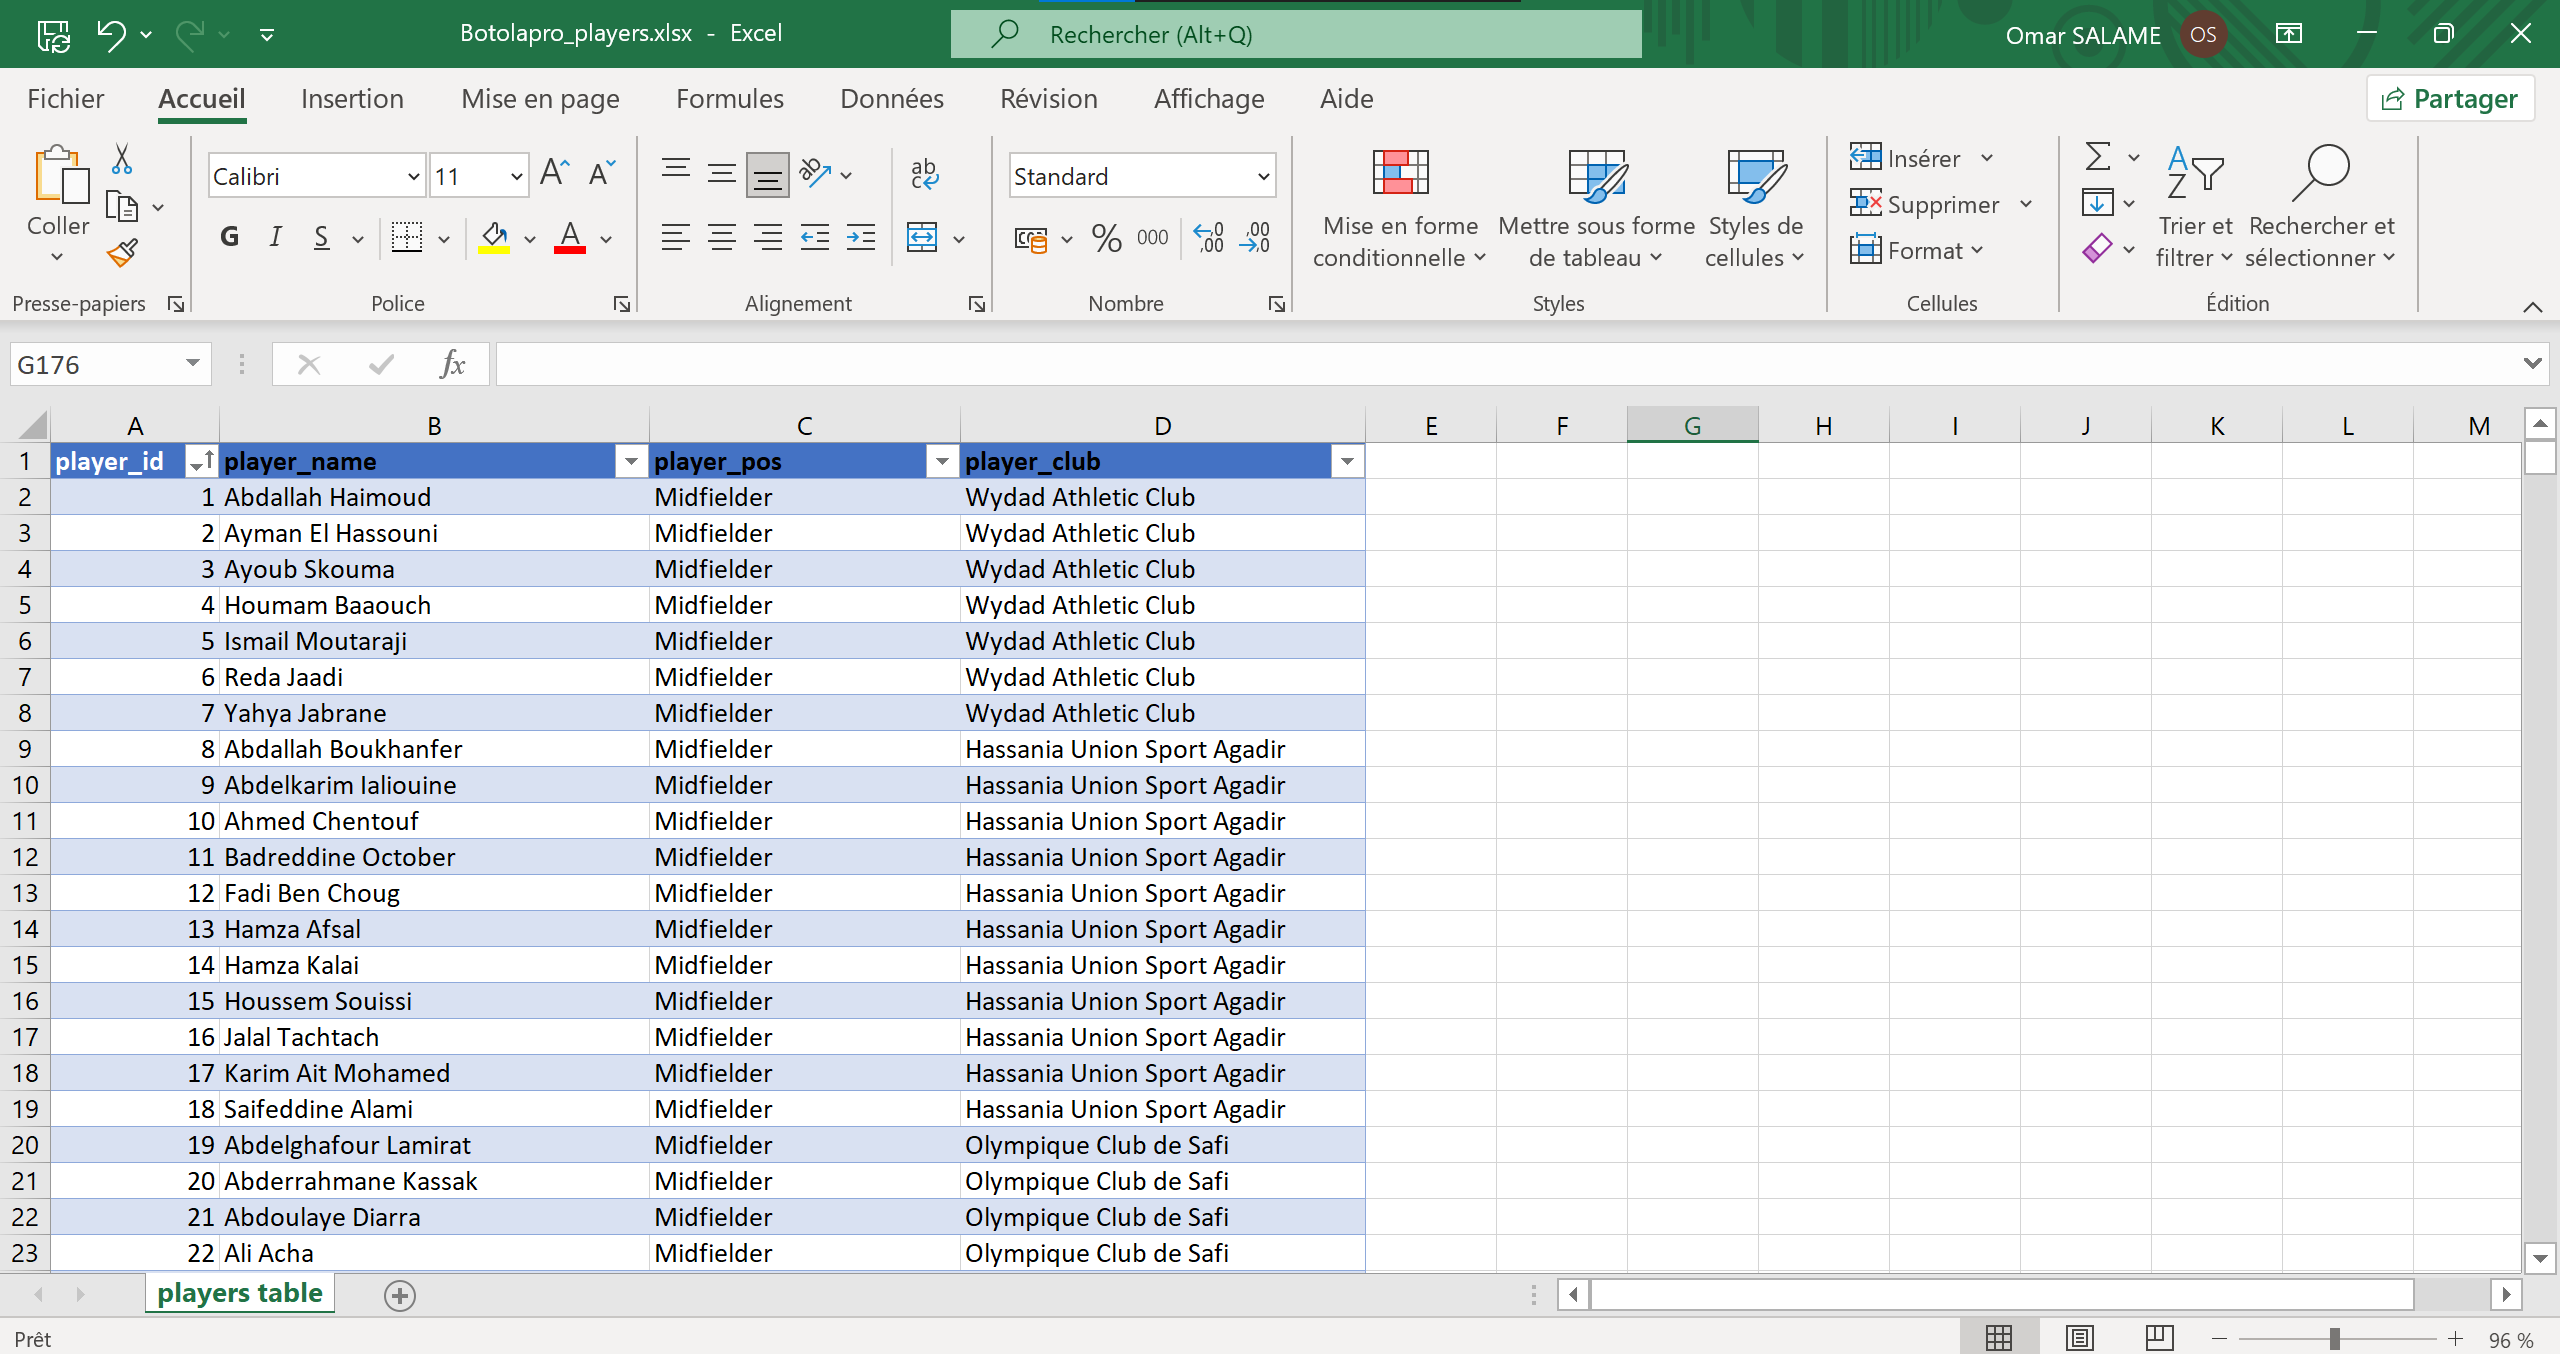 Botolapro_players.xlsx - Excel
Rechercher (Alt+Q)
Omar SALAME OS
Fichier Accueil Insertion Mise en page Formules Données Révision Affichage Aide Partager
Coller
Presse-papiers
Calibri 11
G I S A
Police
ab
c
Alignement
Standard
% 000 ,00 ,00
Nombre
Mise en forme conditionnelle
Mettre sous forme de tableau
Styles de cellules
Styles
Insérer
Supprimer
Format
Cellules
Trier et filtrer
Rechercher et sélectionner
Édition
G176 fx
A B C D E F G H I J K L M
1 player_id player_name player_pos player_club
2 1 Abdallah Haimoud Midfielder Wydad Athletic Club
3 2 Ayman El Hassouni Midfielder Wydad Athletic Club
4 3 Ayoub Skouma Midfielder Wydad Athletic Club
5 4 Houmam Baaouch Midfielder Wydad Athletic Club
6 5 Ismail Moutaraji Midfielder Wydad Athletic Club
7 6 Reda Jaadi Midfielder Wydad Athletic Club
8 7 Yahya Jabrane Midfielder Wydad Athletic Club
9 8 Abdallah Boukhanfer Midfielder Hassania Union Sport Agadir
10 9 Abdelkarim Ialiouine Midfielder Hassania Union Sport Agadir
11 10 Ahmed Chentouf Midfielder Hassania Union Sport Agadir
12 11 Badreddine October Midfielder Hassania Union Sport Agadir
13 12 Fadi Ben Choug Midfielder Hassania Union Sport Agadir
14 13 Hamza Afsal Midfielder Hassania Union Sport Agadir
15 14 Hamza Kalai Midfielder Hassania Union Sport Agadir
16 15 Houssem Souissi Midfielder Hassania Union Sport Agadir
17 16 Jalal Tachtach Midfielder Hassania Union Sport Agadir
18 17 Karim Ait Mohamed Midfielder Hassania Union Sport Agadir
19 18 Saifeddine Alami Midfielder Hassania Union Sport Agadir
20 19 Abdelghafour Lamirat Midfielder Olympique Club de Safi
21 20 Abderrahmane Kassak Midfielder Olympique Club de Safi
22 21 Abdoulaye Diarra Midfielder Olympique Club de Safi
23 22 Ali Acha Midfielder Olympique Club de Safi
players table
Prêt 96 %